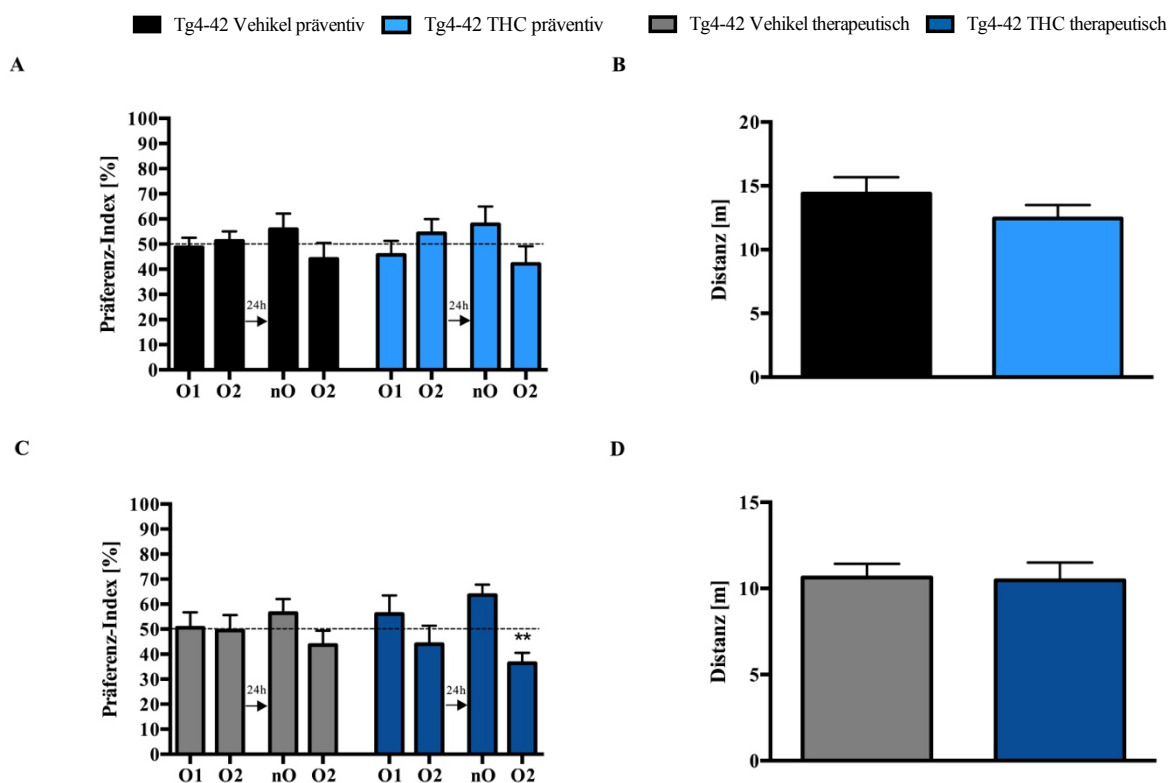 Tg4-42 Vehikel präventiv Tg4-42 THC präventiv Tg4-42 Vehikel therapeutisch Tg4-42 THC therapeutisch
A
Präferenz-Index [%]
100
90
80
70
60
50
40
30
20
10
0
24h
24h
O1 O2 nO O2 O1 O2 nO O2
B
Distanz [m]
20
15
10
5
0
C
Präferenz-Index [%]
100
90
80
70
60
50
40
30
20
10
0
24h
24h
**
O1 O2 nO O2 O1 O2 nO O2
D
Distanz [m]
15
10
5
0